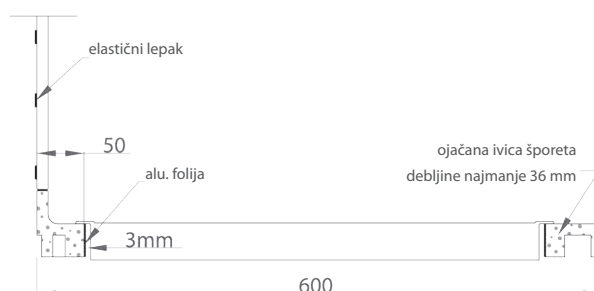 elastični lepak
50
ojačana ivica šporeta
debljine najmanje 36 mm
alu. folija
3mm
600